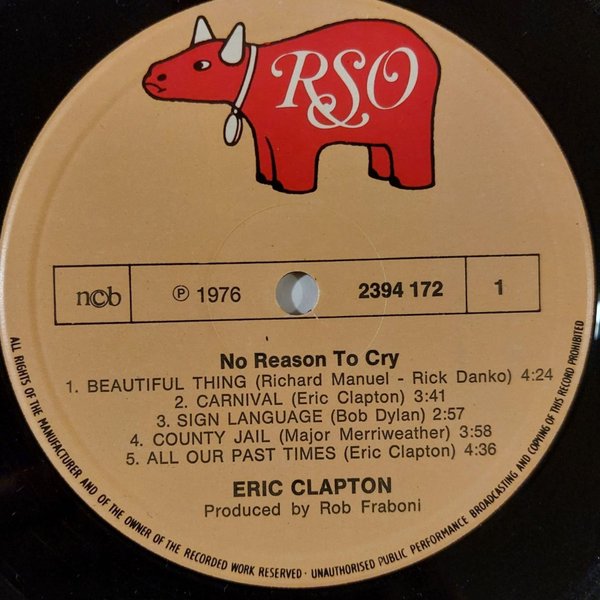 RSO
ncb
℗ 1976
2394 172
1
No Reason To Cry
1. BEAUTIFUL THING (Richard Manuel - Rick Danko) 4:24
2. CARNIVAL (Eric Clapton) 3:41
3. SIGN LANGUAGE (Bob Dylan) 2:57
4. COUNTY JAIL (Major Merriweather) 3:58
5. ALL OUR PAST TIMES (Eric Clapton) 4:36
ERIC CLAPTON
Produced by Rob Fraboni
ALL RIGHTS OF THE MANUFACTURER AND OF THE OWNER OF THE RECORDED WORK RESERVED · UNAUTHORISED PUBLIC PERFORMANCE BROADCASTING AND COPYING OF THIS RECORD PROHIBITED